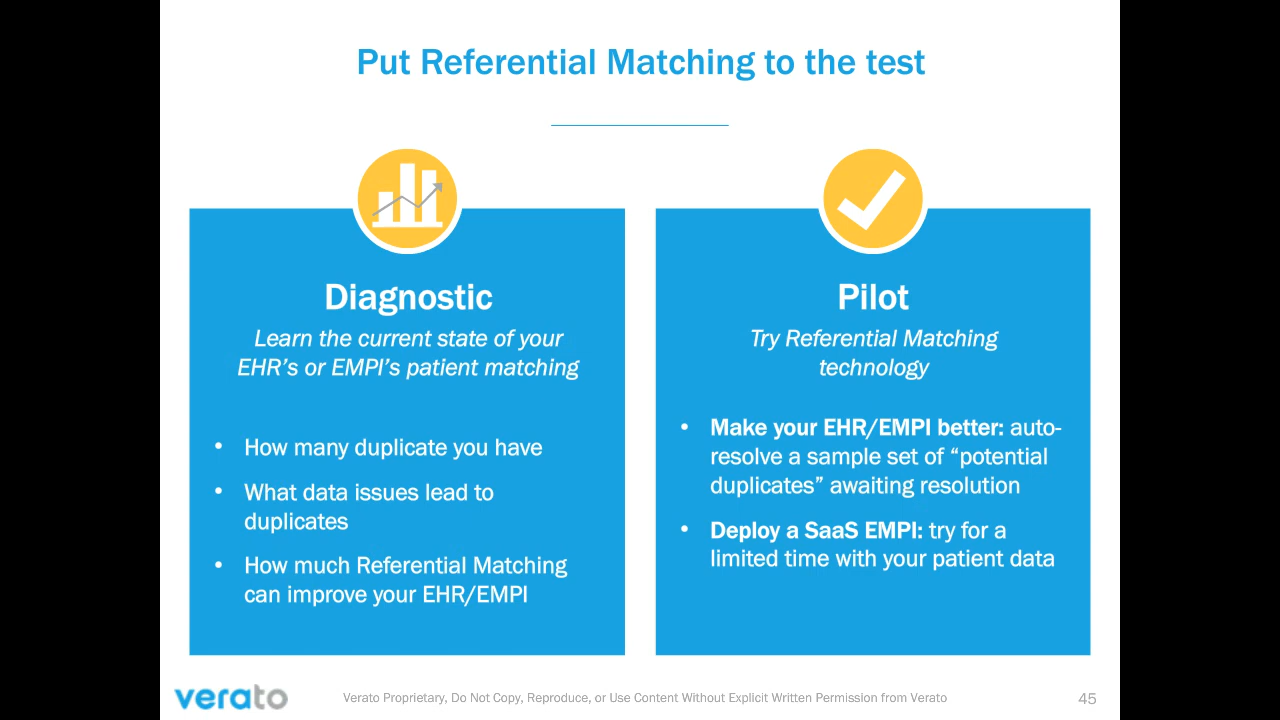 Put Referential Matching to the test
Diagnostic
Learn the current state of your
EHR's or EMPI's patient matching
• How many duplicate you have
• What data issues lead to
duplicates
• How much Referential Matching
can improve your EHR/EMPI
Pilot
Try Referential Matching
technology
• Make your EHR/EMPI better: auto-
resolve a sample set of “potential
duplicates” awaiting resolution
• Deploy a SaaS EMPI: try for a
limited time with your patient data
verato
Verato Proprietary, Do Not Copy, Reproduce, or Use Content Without Explicit Written Permission from Verato
45